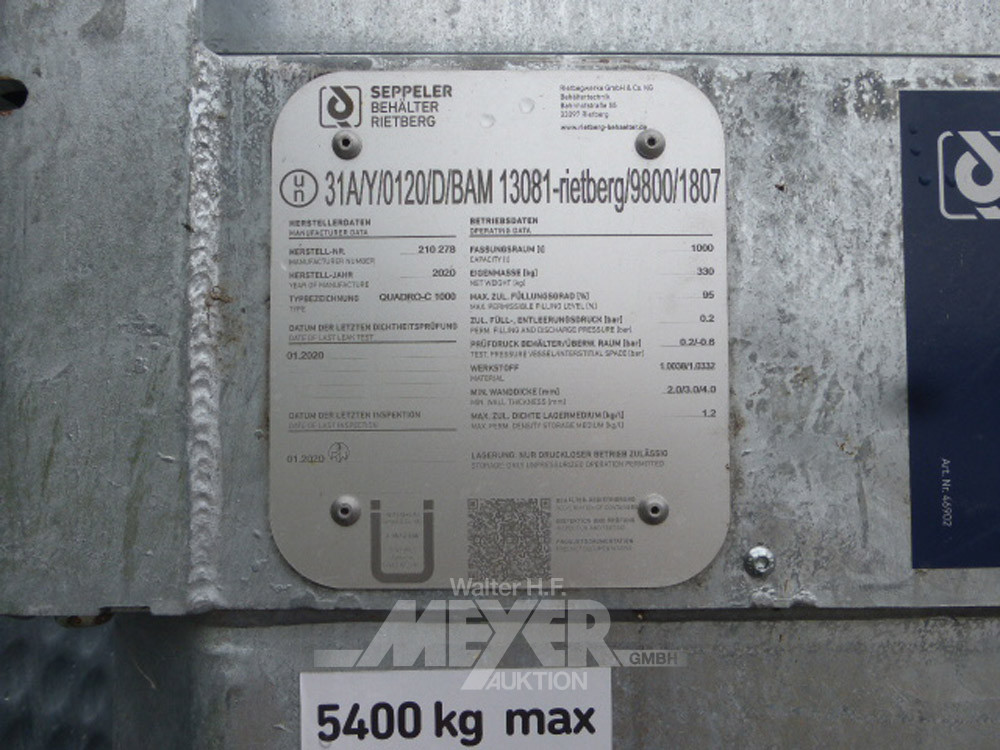 SEPPELER
BEHÄLTER
RIETBERG
Rietbergwerke GmbH & Co. KG
Behältertechnik
Bahnhofstraße 55
33397 Rietberg
www.rietberg-behaelter.de
un 31A/Y/0120/D/BAM 13081-rietberg/9800/1807
HERSTELLERDATEN
MANUFACTURER DATA
HERSTELL-NR. 210 278
MANUFACTURER NUMBER
HERSTELL-JAHR 2020
YEAR OF MANUFACTURE
TYPBEZEICHNUNG QUADRO-C 1000
TYPE
DATUM DER LETZTEN DICHTHEITSPRÜFUNG
DATE OF LAST LEAK TEST
01.2020
DATUM DER LETZTEN INSPEKTION
DATE OF LAST INSPECTION
01.2020
BETRIEBSDATEN
OPERATING DATA
FASSUNGSRAUM [l] 1000
CAPACITY [l]
EIGENMASSE [kg] 330
NET WEIGHT [kg]
MAX. ZUL. FÜLLUNGSGRAD [%] 95
MAX. PERMISSIBLE FILLING LEVEL [%]
ZUL. FÜLL-, ENTLEERUNGSDRUCK [bar] 0.2
PERM. FILLING AND DISCHARGE PRESSURE [bar]
PRÜFDRUCK BEHÄLTER/ÜBERW. RAUM [bar] 0.2/-0.6
TEST. PRESSURE VESSEL/INTERSTITIAL SPACE [bar]
WERKSTOFF 1.0038/1.0332
MATERIAL
MIN. WANDDICKE [mm] 2.0/3.0/4.0
MIN. WALL THICKNESS [mm]
MAX. ZUL. DICHTE LAGERMEDIUM [kg/l] 1.2
MAX. PERM. DENSITY STORAGE MEDIUM [kg/l]
LAGERUNG: NUR DRUCKLOSER BETRIEB ZULÄSSIG
STORAGE: ONLY UNPRESSURIZED OPERATION PERMITTED
Ü
Art. Nr. 46902
Walter H.F.
MEYER
GMBH
AUKTION
5400 kg max